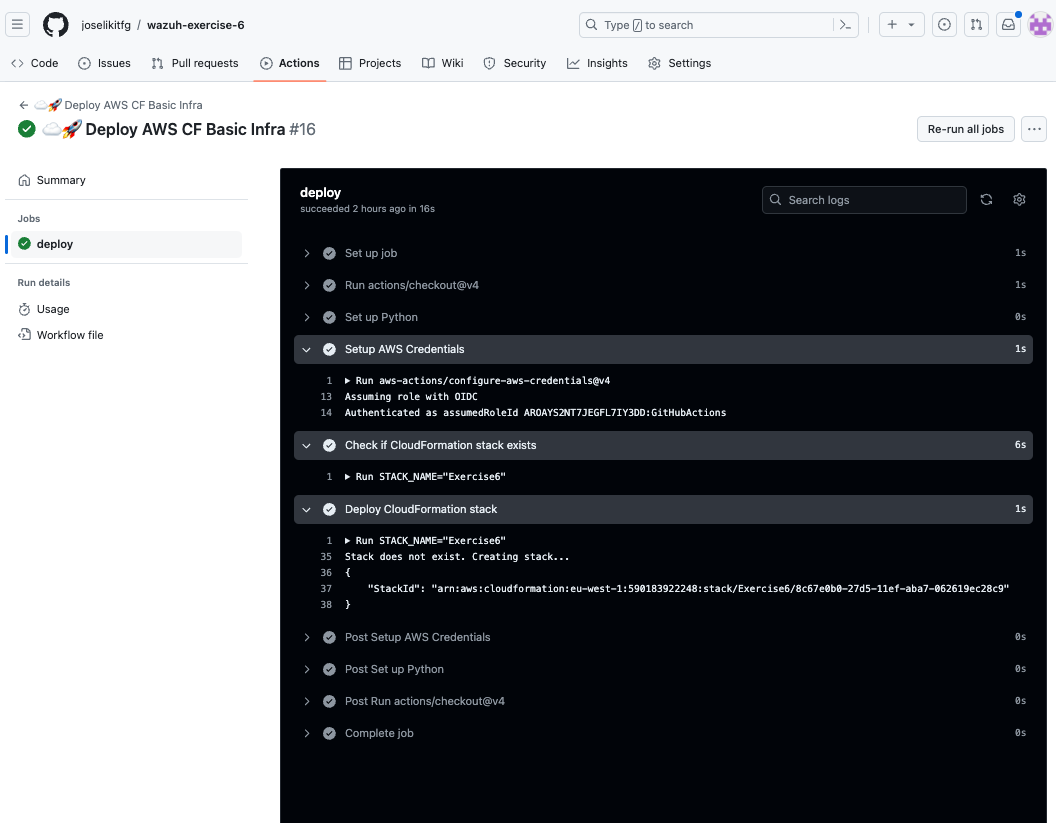 joselikitfg / wazuh-exercise-6
Type / to search
Code
Issues
Pull requests
Actions
Projects
Wiki
Security
Insights
Settings
Deploy AWS CF Basic Infra
Deploy AWS CF Basic Infra #16
Re-run all jobs
Summary
Jobs
deploy
Run details
Usage
Workflow file
deploy
succeeded 2 hours ago in 16s
Search logs
Set up job 1s
Run actions/checkout@v4 1s
Set up Python 0s
Setup AWS Credentials 1s
1 Run aws-actions/configure-aws-credentials@v4
13 Assuming role with OIDC
14 Authenticated as assumedRoleId AROAYS2NT7JEGFL7IY3DD:GitHubActions
Check if CloudFormation stack exists 6s
1 Run STACK_NAME="Exercise6"
Deploy CloudFormation stack 1s
1 Run STACK_NAME="Exercise6"
35 Stack does not exist. Creating stack...
36 {
37 "StackId": "arn:aws:cloudformation:eu-west-1:590183922248:stack/Exercise6/8c67e0b0-27d5-11ef-aba7-062619ec28c9"
38 }
Post Setup AWS Credentials 0s
Post Set up Python 0s
Post Run actions/checkout@v4 0s
Complete job 0s